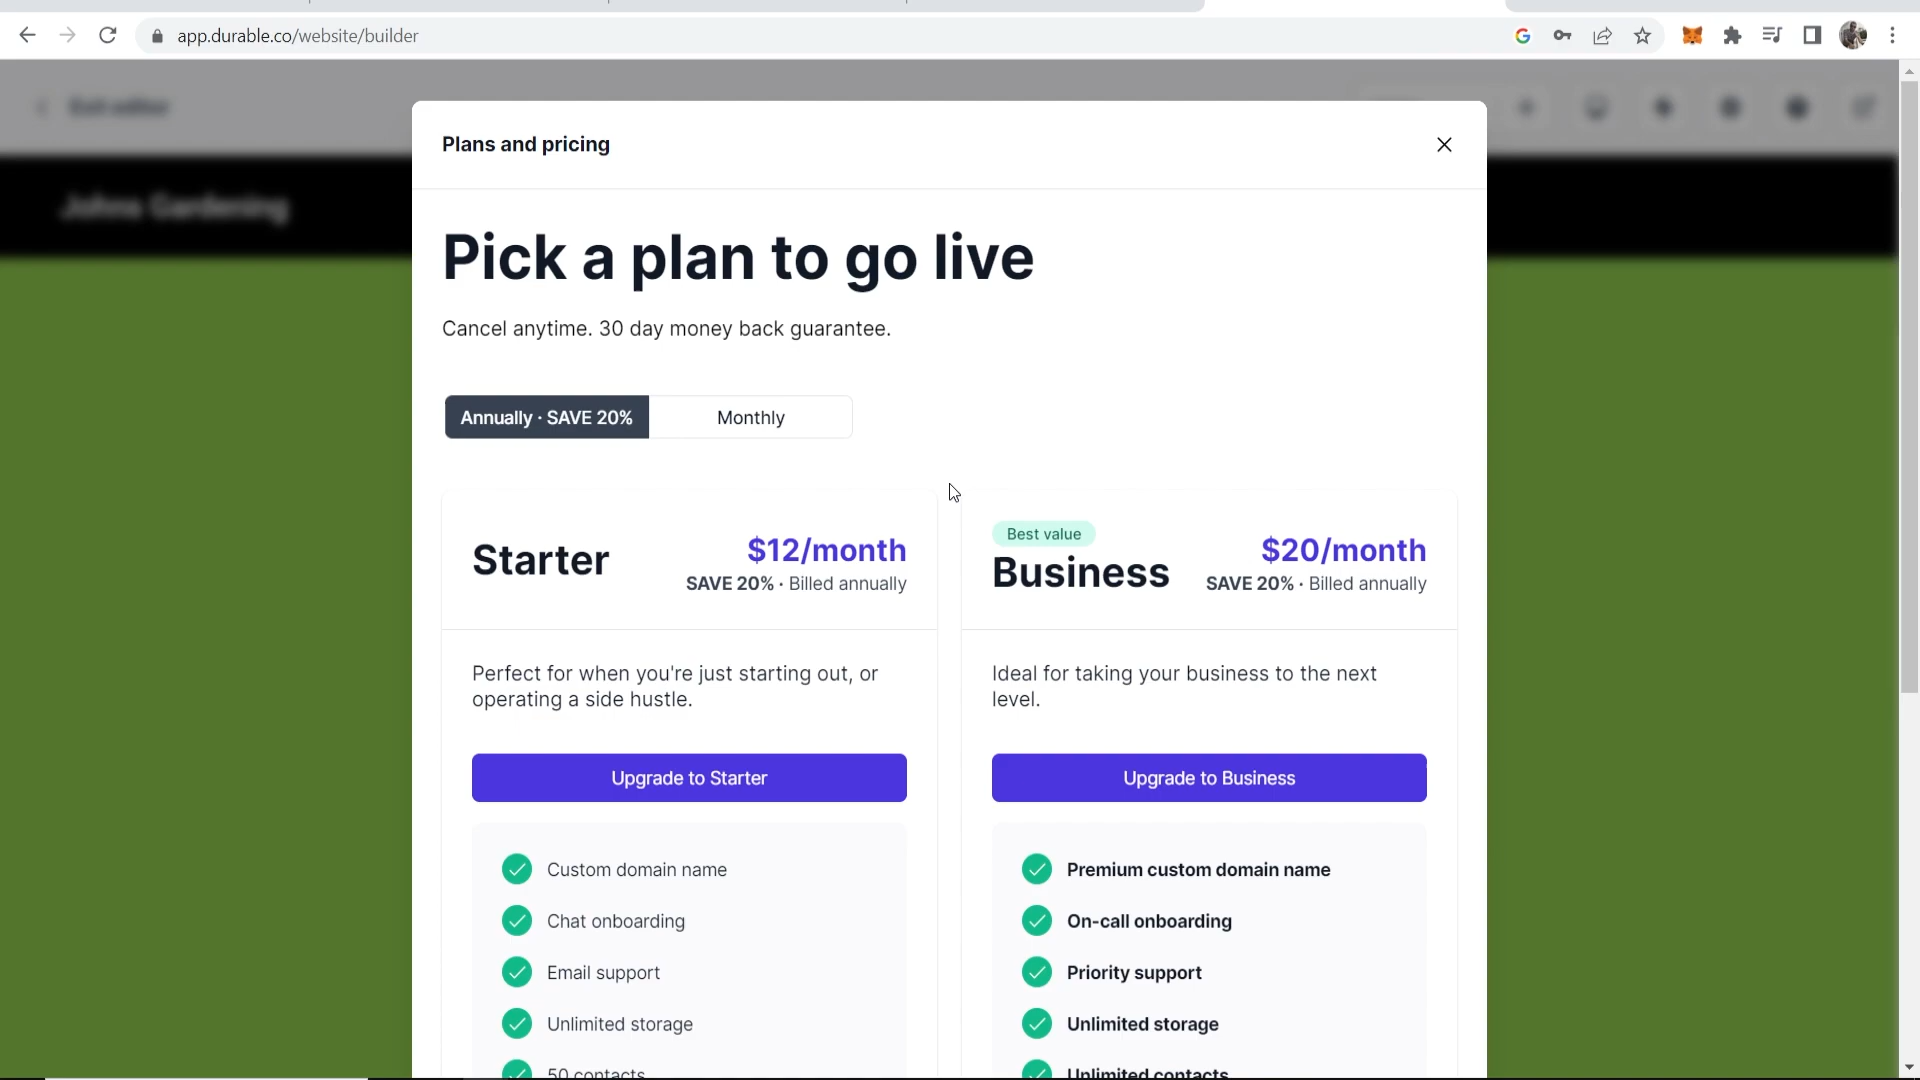 app.durable.co/website/builder
Exit editor
Johns Gardening
Plans and pricing
Pick a plan to go live
Cancel anytime. 30 day money back guarantee.
Annually · SAVE 20%
Monthly
Starter
$12/month
SAVE 20% · Billed annually
Perfect for when you're just starting out, or
operating a side hustle.
Upgrade to Starter
Custom domain name
Chat onboarding
Email support
Unlimited storage
50 contacts
Best value
Business
$20/month
SAVE 20% · Billed annually
Ideal for taking your business to the next
level.
Upgrade to Business
Premium custom domain name
On-call onboarding
Priority support
Unlimited storage
Unlimited contacts